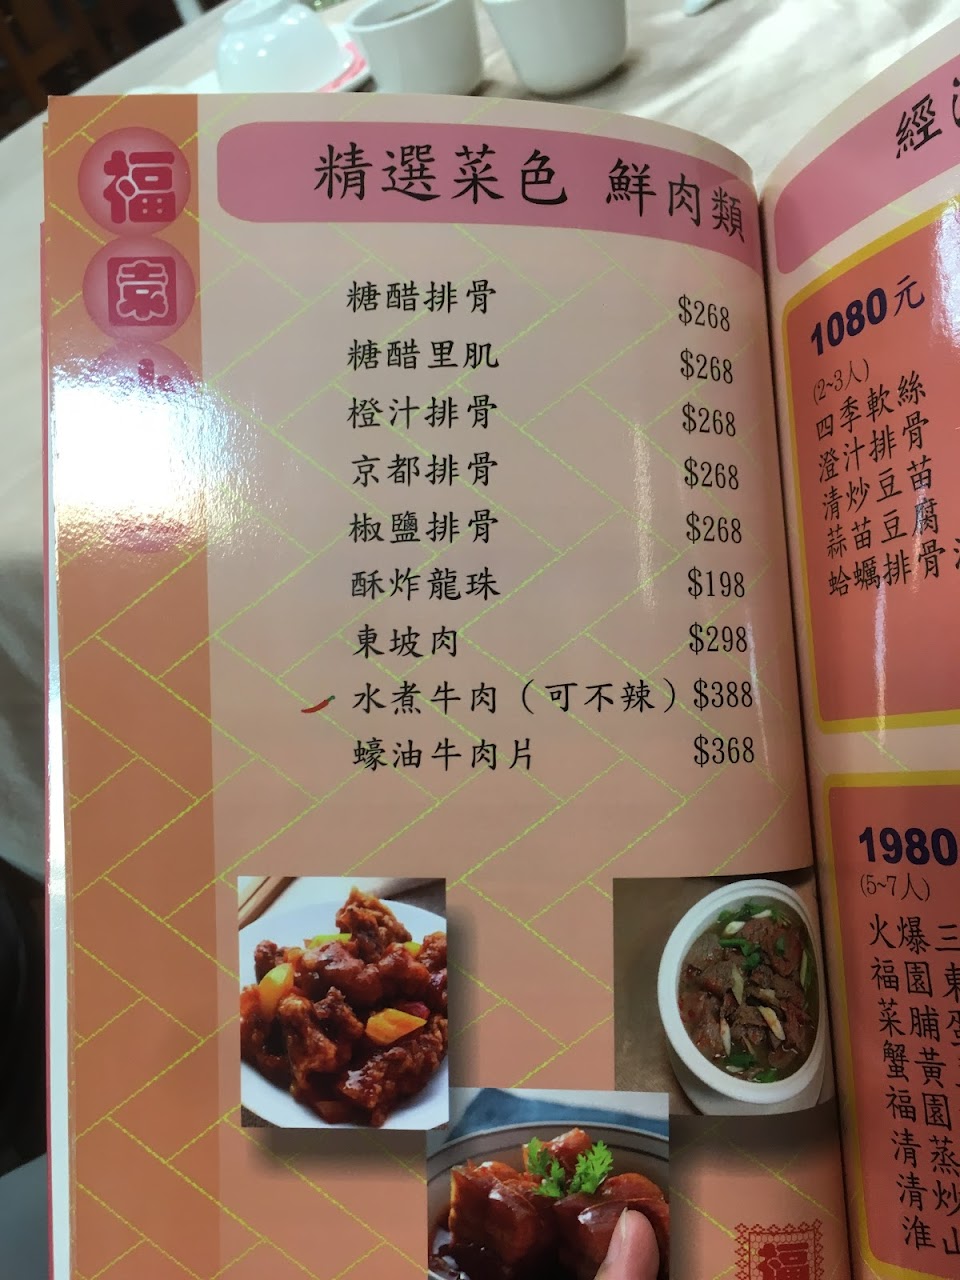 福園
精選菜色 鮮肉類
糖醋排骨 $268
糖醋里肌 $268
橙汁排骨 $268
京都排骨 $268
椒鹽排骨 $268
酥炸龍珠 $198
東坡肉 $298
水煮牛肉（可不辣）$388
蠔油牛肉片 $368
福
經
1080元
(2~3人)
四季軟絲
澄汁排骨
清炒豆苗
蒜苗豆腐
蛤蠣排骨
1980
(5~7人)
火爆三
福園東
菜脯蛋
蟹黃
福園
清蒸
清炒
淮山